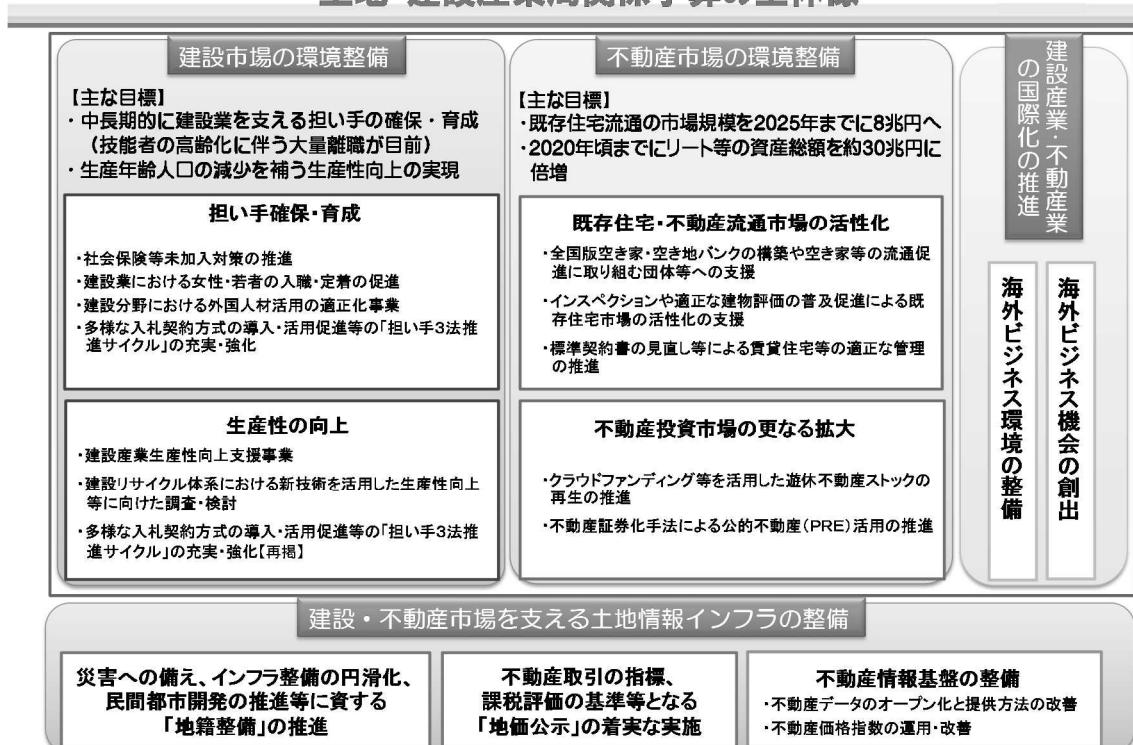 土地・建設産業局関係予算の全体像
建設市場の環境整備
【主な目標】
・中長期的に建設業を支える担い手の確保・育成
（技能者の高齢化に伴う大量離職が目前）
・生産年齢人口の減少を補う生産性向上の実現
担い手確保・育成
・社会保険等未加入対策の推進
・建設業における女性・若者の入職・定着の促進
・建設分野における外国人材活用の適正化事業
・多様な入札契約方式の導入・活用促進等の「担い手3法推
進サイクル」の充実・強化
生産性の向上
・建設産業生産性向上支援事業
・建設リサイクル体系における新技術を活用した生産性向上
等に向けた調査・検討
・多様な入札契約方式の導入・活用促進等の「担い手3法推
進サイクル」の充実・強化【再掲】
不動産市場の環境整備
【主な目標】
・既存住宅流通の市場規模を2025年までに8兆円へ
・2020年頃までにリート等の資産総額を約30兆円に
倍増
既存住宅・不動産流通市場の活性化
・全国版空き家・空き地バンクの構築や空き家等の流通促
進に取り組む団体等への支援
・インスペクションや適正な建物評価の普及促進による既
存住宅市場の活性化の支援
・標準契約書の見直し等による賃貸住宅等の適正な管理
の推進
不動産投資市場の更なる拡大
・クラウドファンディング等を活用した遊休不動産ストックの
再生の推進
・不動産証券化手法による公的不動産（PRE）活用の推進
建設産業・不動産業
の国際化の推進
海外ビジネス機会の創出
海外ビジネス環境の整備
建設・不動産市場を支える土地情報インフラの整備
災害への備え、インフラ整備の円滑化、
民間都市開発の推進等に資する
「地籍整備」の推進
不動産取引の指標、
課税評価の基準等となる
「地価公示」の着実な実施
不動産情報基盤の整備
・不動産データのオープン化と提供方法の改善
・不動産価格指数の運用・改善